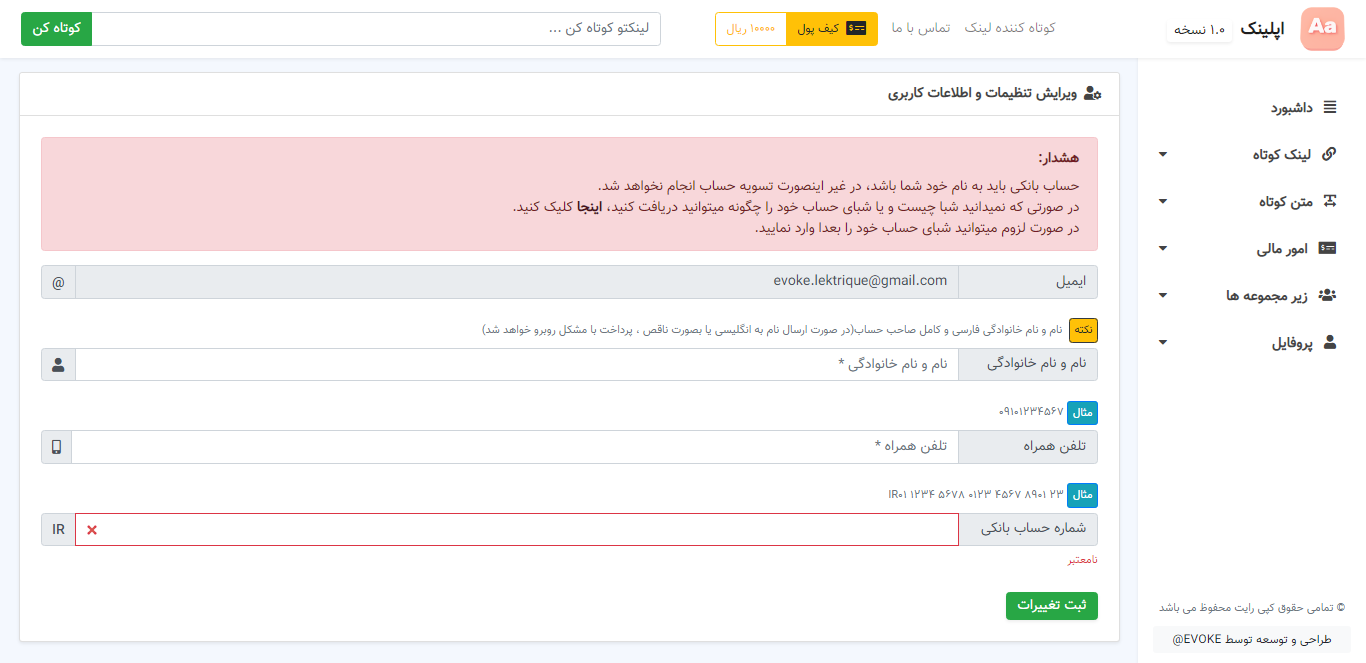 Aa
اپلینک
۱.۰ نسخه
کوتاه کننده لینک
تماس با ما
کیف پول
۱۰۰۰۰ ریال
لینکتو کوتاه کن ...
کوتاه کن
داشبورد
لینک کوتاه
متن کوتاه
امور مالی
زیر مجموعه ها
پروفایل
© تمامی حقوق کپی رایت محفوظ می باشد
طراحی و توسعه توسط EVOKE@
ویرایش تنظیمات و اطلاعات کاربری
هشدار:
حساب بانکی باید به نام خود شما باشد، در غیر اینصورت تسویه حساب انجام نخواهد شد.
در صورتی که نمیدانید شبا چیست و یا شبای حساب خود را چگونه میتوانید دریافت کنید، اینجا کلیک کنید.
در صورت لزوم میتوانید شبای حساب خود را بعدا وارد نمایید.
ایمیل
evoke.lektrique@gmail.com
@
نکته نام و نام خانوادگی فارسی و کامل صاحب حساب(در صورت ارسال نام به انگلیسی یا بصورت ناقص ، پرداخت با مشکل روبرو خواهد شد)
نام و نام خانوادگی
نام و نام خانوادگی *
مثال ۰۹۱۰۱۲۳۴۵۶۷
تلفن همراه
تلفن همراه *
مثال IR۰۱ ۱۲۳۴ ۵۶۷۸ ۰۱۲۳ ۴۵۶۷ ۸۹۰۱ ۲۳
شماره حساب بانکی
IR
نامعتبر
ثبت تغییرات